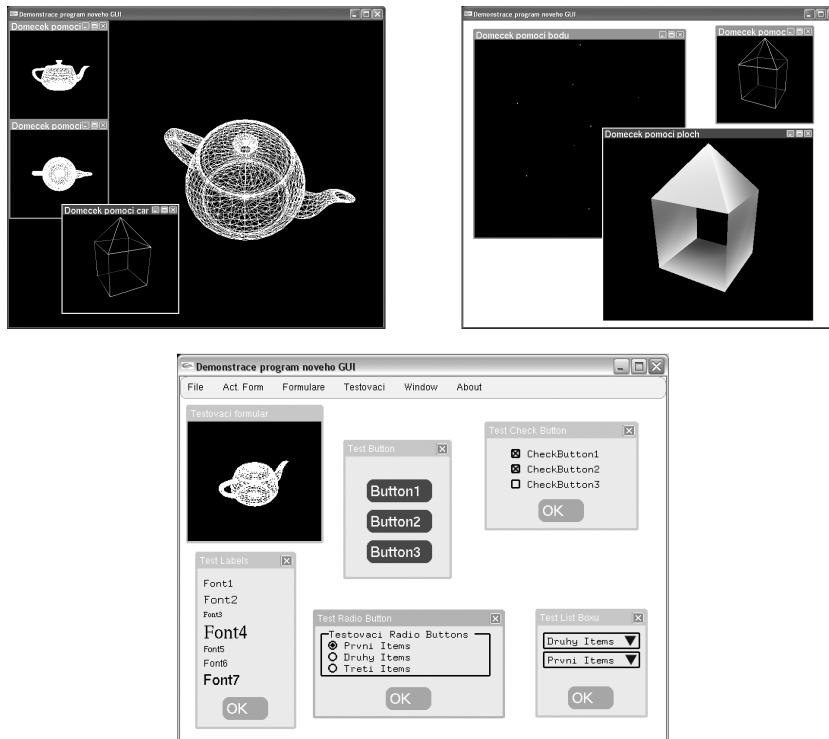 Demonstrace program noveho GUI
Domecek pomoci
Domecek pomoci
Domecek pomoci car
Demonstrace program noveho GUI
Domecek pomoci bodu
Domecek pomoc
Domecek pomoci ploch
Demonstrace program noveho GUI
File Act. Form Formulare Testovaci Window About
Testovaci formular
Test Button
Button1
Button2
Button3
Test Check Button
CheckButton1
CheckButton2
CheckButton3
OK
Test Labels
Font1
Font2
Font3
Font4
Font5
Font6
Font7
OK
Test Radio Button
Testovaci Radio Buttons
Prvni Items
Druhy Items
Treti Items
OK
Test List Boxu
Druhy Items
Prvni Items
OK